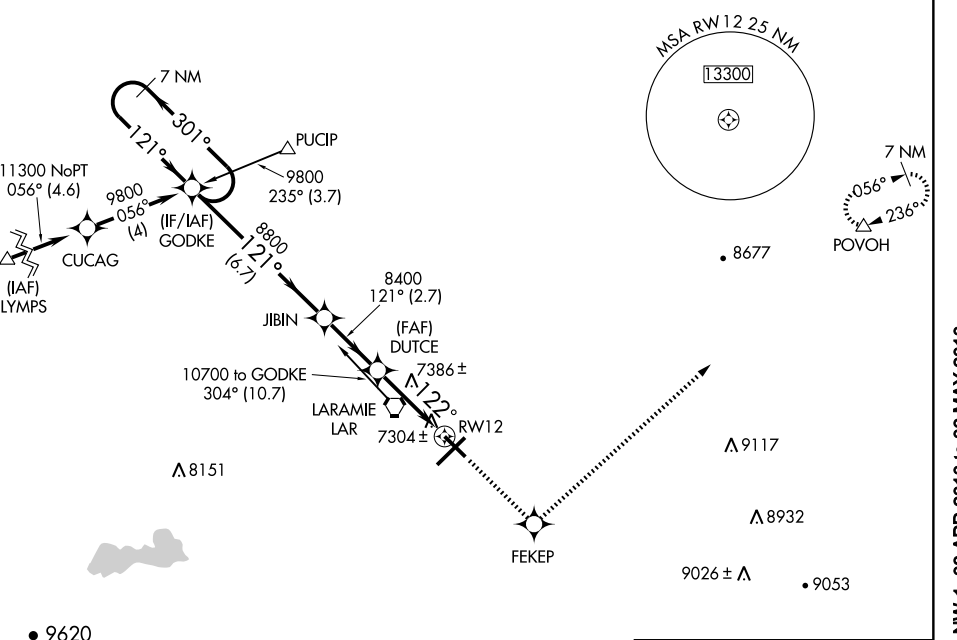 MSA RW12 25 NM
13300
7 NM
301°
121°
PUCIP
9800
235° (3.7)
11300 NoPT
056° (4.6)
9800
056°
(4)
(IF/IAF)
GODKE
CUCAG
(IAF)
LYMPS
8800
121°
(6.7)
7 NM
056°
236°
POVOH
8677
8400
121° (2.7)
JIBIN
(FAF)
DUTCE
10700 to GODKE
304° (10.7)
7386 ±
122°
LARAMIE
LAR
7304 ±
RW12
8151
9117
8932
FEKEP
9026 ±
9053
9620